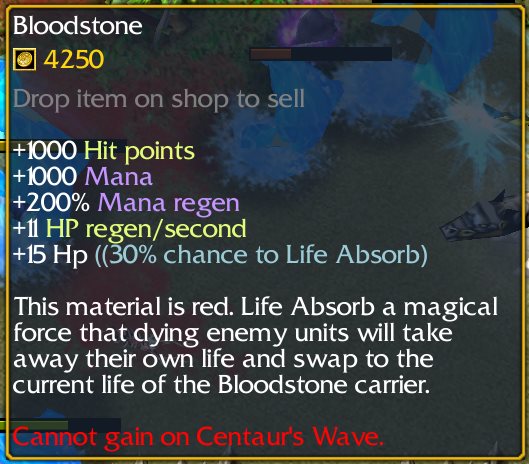 Bloodstone
4250
Drop item on shop to sell
+1000 Hit points
+1000 Mana
+200% Mana regen
+11 HP regen/second
+15 Hp ((30% chance to Life Absorb)
This material is red. Life Absorb a magical
force that dying enemy units will take
away their own life and swap to the
current life of the Bloodstone carrier.
Cannot gain on Centaur's Wave.